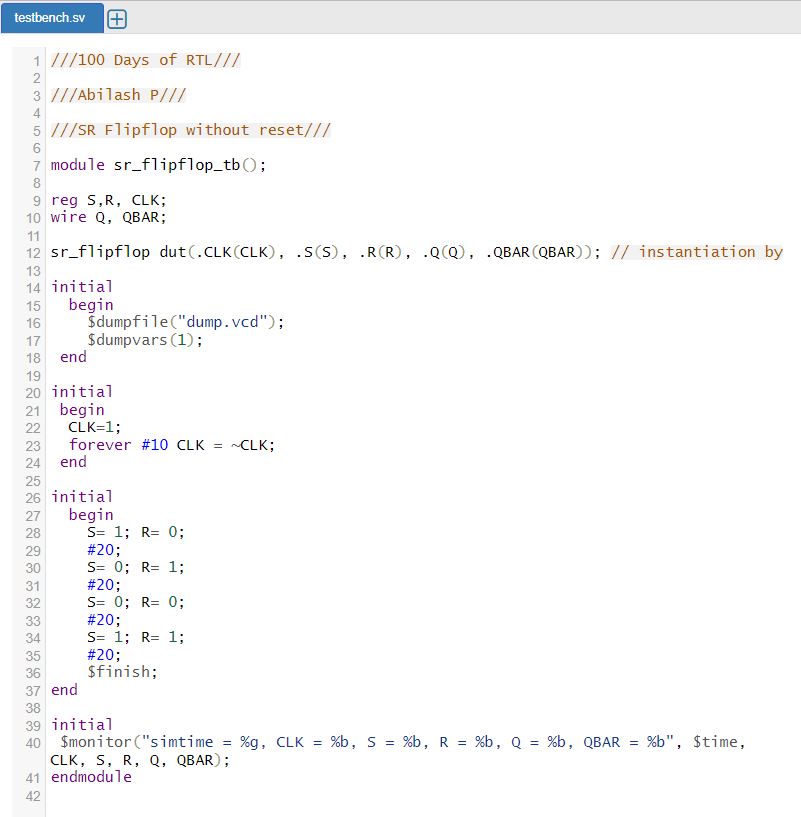 testbench.sv
1 ///100 Days of RTL///
2
3 ///Abilash P///
4
5 ///SR Flipflop without reset///
6
7 module sr_flipflop_tb();
8
9 reg S,R, CLK;
10 wire Q, QBAR;
11
12 sr_flipflop dut(.CLK(CLK), .S(S), .R(R), .Q(Q), .QBAR(QBAR)); // instantiation by
13
14 initial
15   begin
16     $dumpfile("dump.vcd");
17     $dumpvars(1);
18  end
19
20 initial
21  begin
22   CLK=1;
23   forever #10 CLK = ~CLK;
24  end
25
26 initial
27   begin
28     S= 1; R= 0;
29     #20;
30     S= 0; R= 1;
31     #20;
32     S= 0; R= 0;
33     #20;
34     S= 1; R= 1;
35     #20;
36     $finish;
37 end
38
39 initial
40  $monitor("simtime = %g, CLK = %b, S = %b, R = %b, Q = %b, QBAR = %b", $time,
CLK, S, R, Q, QBAR);
41 endmodule
42